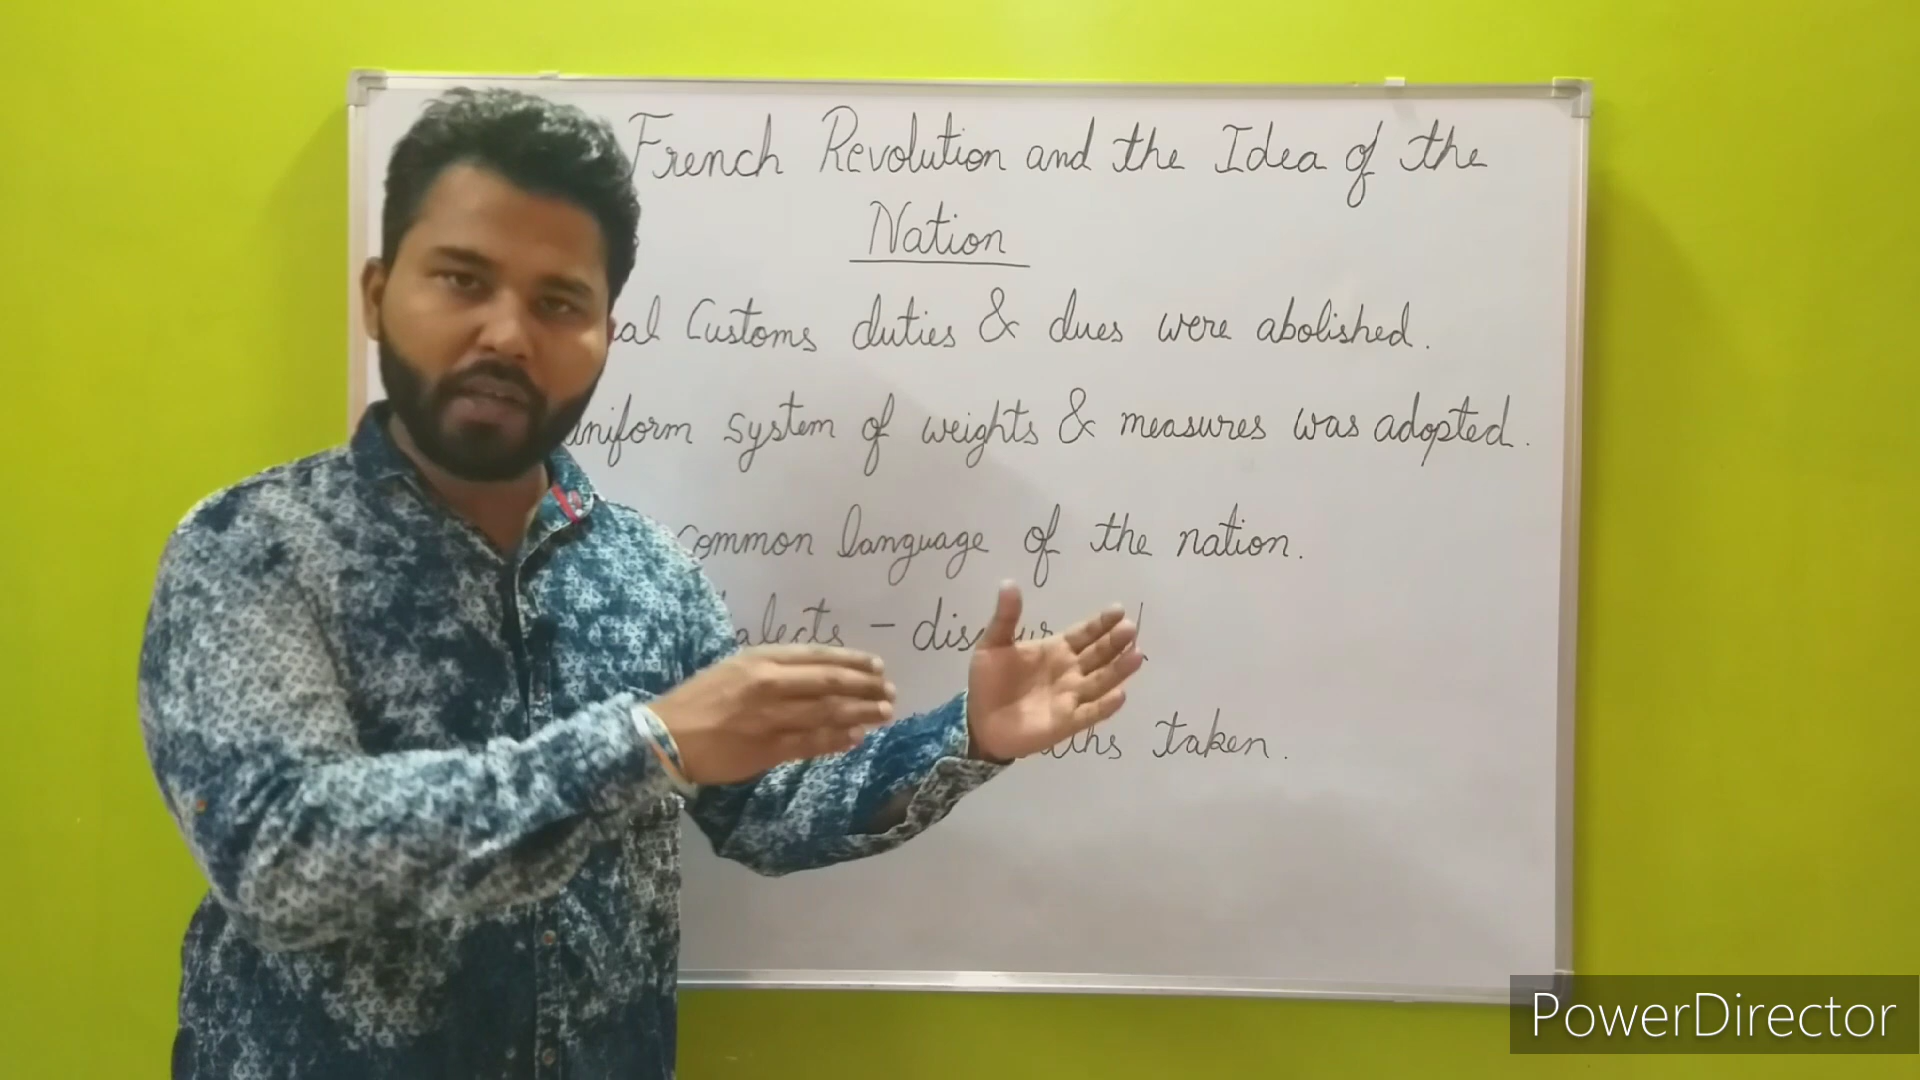 French Revolution and the Idea of the
Nation
Customs duties & dues were abolished.
uniform system of weights & measures was adopted.
common language of the nation.
taken.
PowerDirector